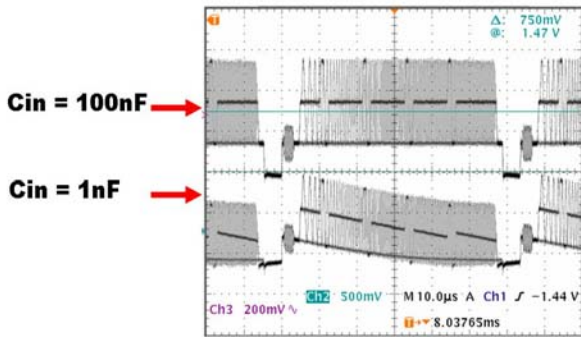 T
Δ: 750mV
@: 1.47 V
Cin = 100nF
Cin = 1nF
Ch2 500mV M 10.0µs A Ch1 ʃ −1.44 V
Ch3 200mV∿
T→▼ 8.03765ms